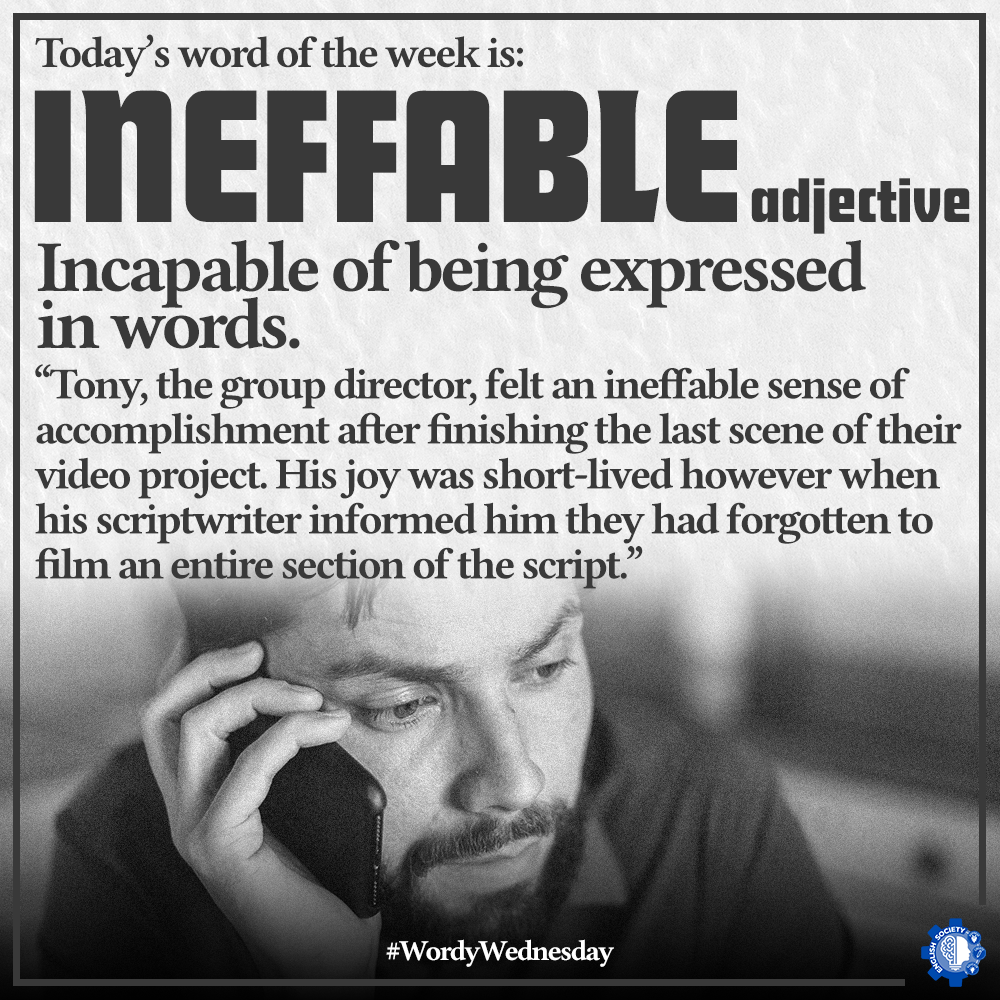 Today’s word of the week is:
INEFFABLE adjective
Incapable of being expressed
in words.
“Tony, the group director, felt an ineffable sense of
accomplishment after finishing the last scene of their
video project. His joy was short-lived however when
his scriptwriter informed him they had forgotten to
film an entire section of the script.”
#WordyWednesday
ENGLISH SOCIETY